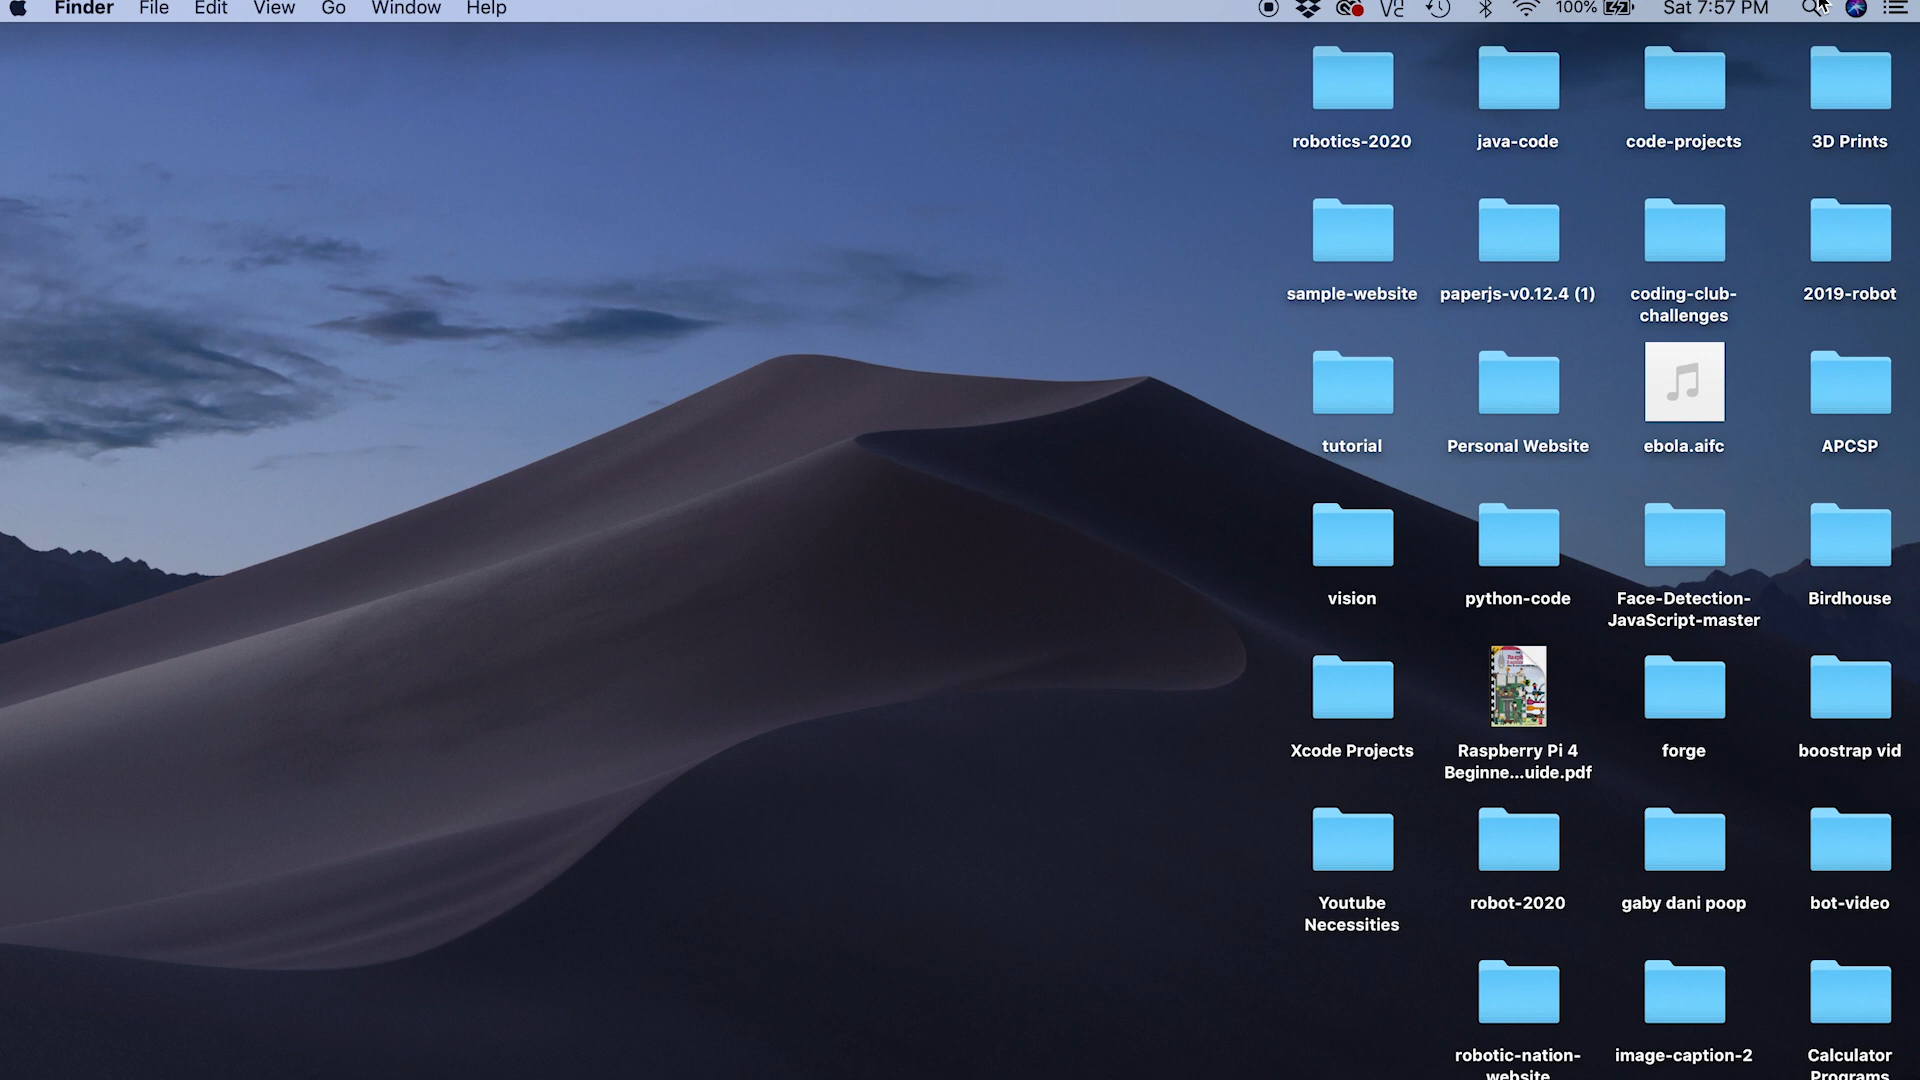 Finder File Edit View Go Window Help 100% Sat 7:57 PM
robotics-2020 java-code code-projects 3D Prints
sample-website paperjs-v0.12.4 (1) coding-club-challenges 2019-robot
tutorial Personal Website ebola.aifc APCSP
vision python-code Face-Detection-JavaScript-master Birdhouse
Xcode Projects Raspberry Pi 4 Beginne...uide.pdf forge boostrap vid
Youtube Necessities robot-2020 gaby dani poop bot-video
robotic-nation-website image-caption-2 Calculator Programs